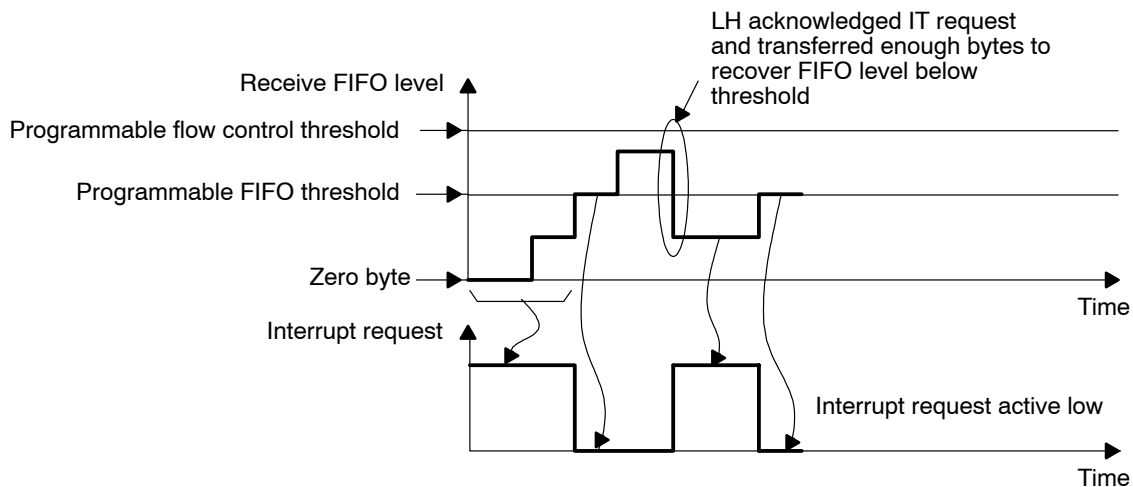 LH acknowledged IT request
and transferred enough bytes to
recover FIFO level below
threshold
Receive FIFO level
Programmable flow control threshold
Programmable FIFO threshold
Zero byte
Time
Interrupt request
Interrupt request active low
Time